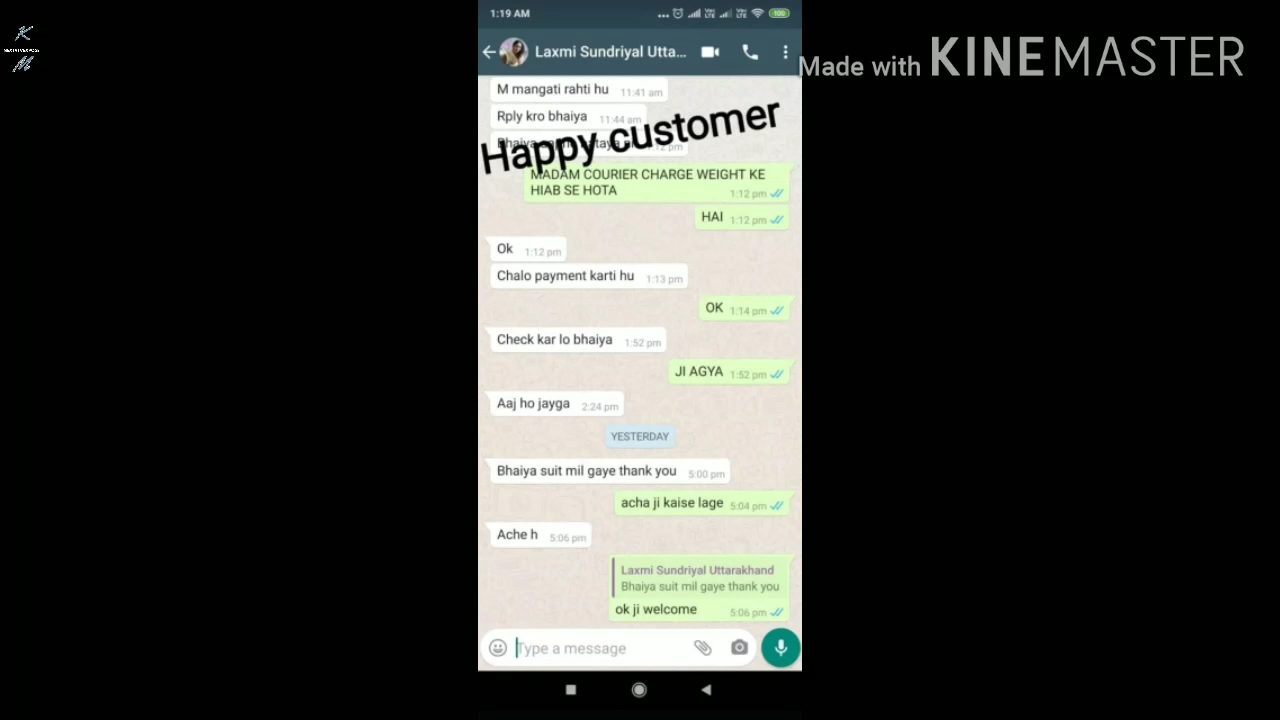 1:19 AM
Laxmi Sundriyal Utta...
Made with KINEMASTER
M mangati rahti hu 11:41 am
Rply kro bhaiya 11:44 am
Happy customer
MADAM COURIER CHARGE WEIGHT KE
HIAB SE HOTA 1:12 pm
HAI 1:12 pm
Ok 1:12 pm
Chalo payment karti hu 1:13 pm
OK 1:14 pm
Check kar lo bhaiya 1:52 pm
JI AGYA 1:52 pm
Aaj ho jayga 2:24 pm
YESTERDAY
Bhaiya suit mil gaye thank you 5:00 pm
acha ji kaise lage 5:04 pm
Ache h 5:06 pm
Laxmi Sundriyal Uttarakhand
Bhaiya suit mil gaye thank you
ok ji welcome 5:06 pm
Type a message